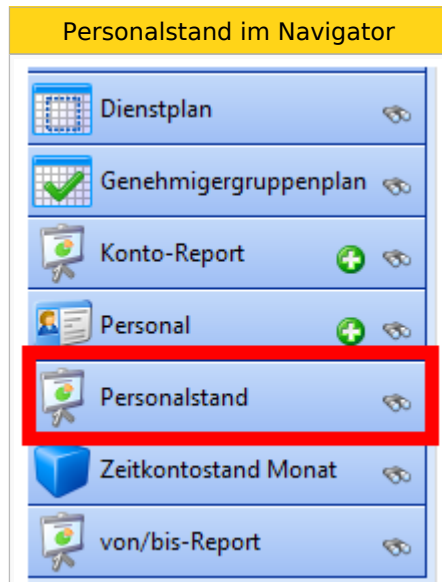 Personalstand im Navigator
Dienstplan
Genehmigergruppenplan
Konto-Report
Personal
Personalstand
Zeitkontostand Monat
von/bis-Report